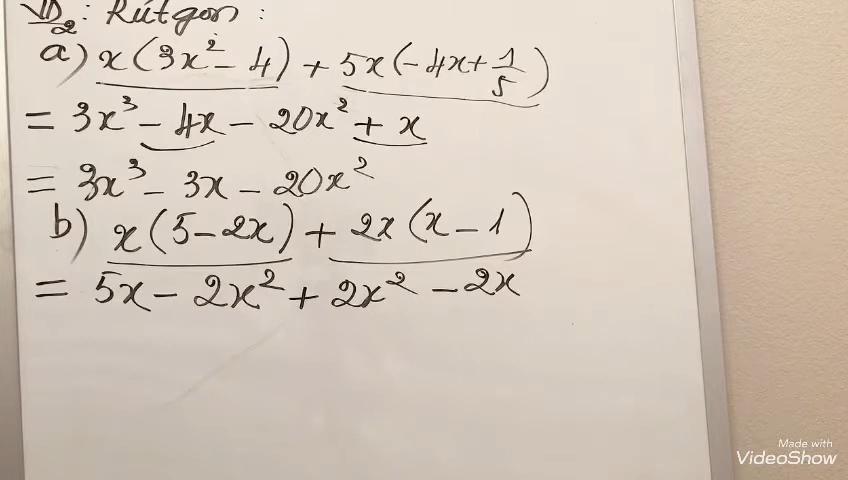 VD2: Rút gọn:
a) x(3x² - 4) + 5x(-4x + 1/5)
= 3x³ - 4x - 20x² + x
= 3x³ - 3x - 20x²
b) x(5 - 2x) + 2x(x - 1)
= 5x - 2x² + 2x² - 2x
Made with
VideoShow